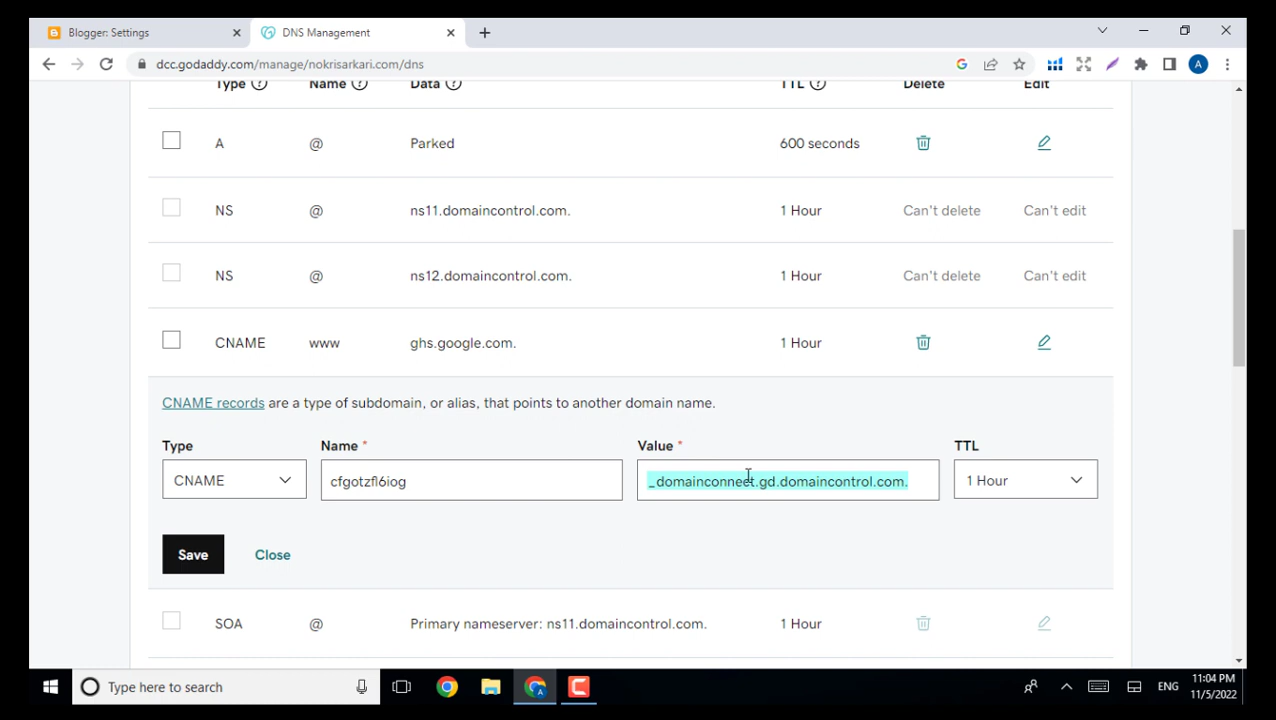 Blogger: Settings
DNS Management
dcc.godaddy.com/manage/nokrisarkari.com/dns
A
Type ? Name ? Data ? TTL ? Delete Edit
A @ Parked 600 seconds
NS @ ns11.domaincontrol.com. 1 Hour Can't delete Can't edit
NS @ ns12.domaincontrol.com. 1 Hour Can't delete Can't edit
CNAME www ghs.google.com. 1 Hour
CNAME records are a type of subdomain, or alias, that points to another domain name.
Type Name * Value * TTL
CNAME cfgotzfl6iog _domainconnect.gd.domaincontrol.com. 1 Hour
Save Close
SOA @ Primary nameserver: ns11.domaincontrol.com. 1 Hour
Type here to search
ENG
11:04 PM
11/5/2022